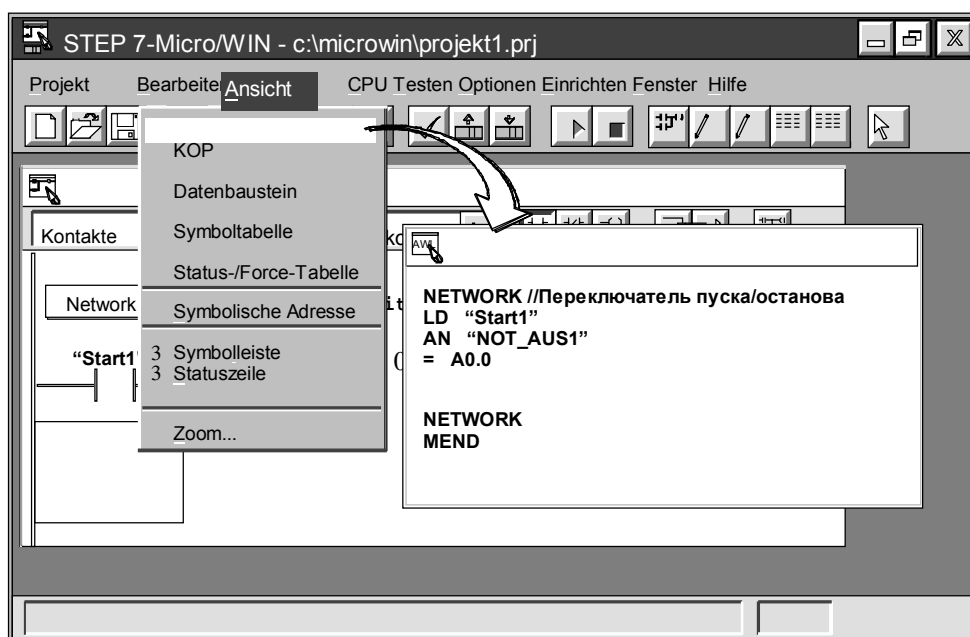 STEP 7-Micro/WIN - c:\microwin\projekt1.prj
Projekt Bearbeite Ansicht CPU Testen Optionen Einrichten Fenster Hilfe
KOP
Datenbaustein
Symboltabelle
Status-/Force-Tabelle
Symbolische Adresse
3 Symbolleiste
3 Statuszeile
Zoom...
Kontakte
Network
“Start1
AWL
NETWORK //Переключатель пуска/останова
LD “Start1”
AN “NOT_AUS1”
= A0.0
NETWORK
MEND